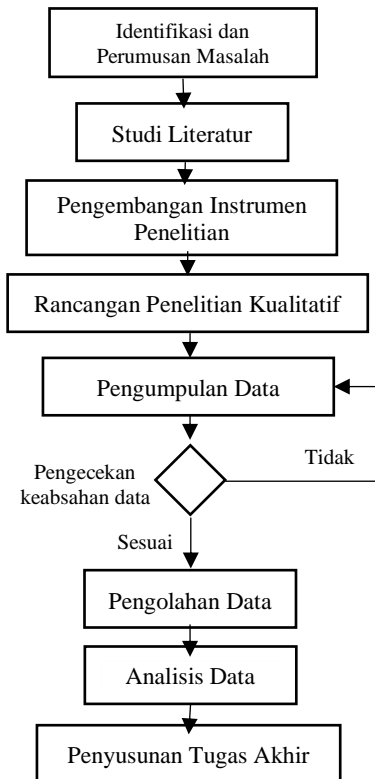 Identifikasi dan
Perumusan Masalah
Studi Literatur
Pengembangan Instrumen
Penelitian
Rancangan Penelitian Kualitatif
Pengumpulan Data
Pengecekan
keabsahan data
Tidak
Sesuai
Pengolahan Data
Analisis Data
Penyusunan Tugas Akhir